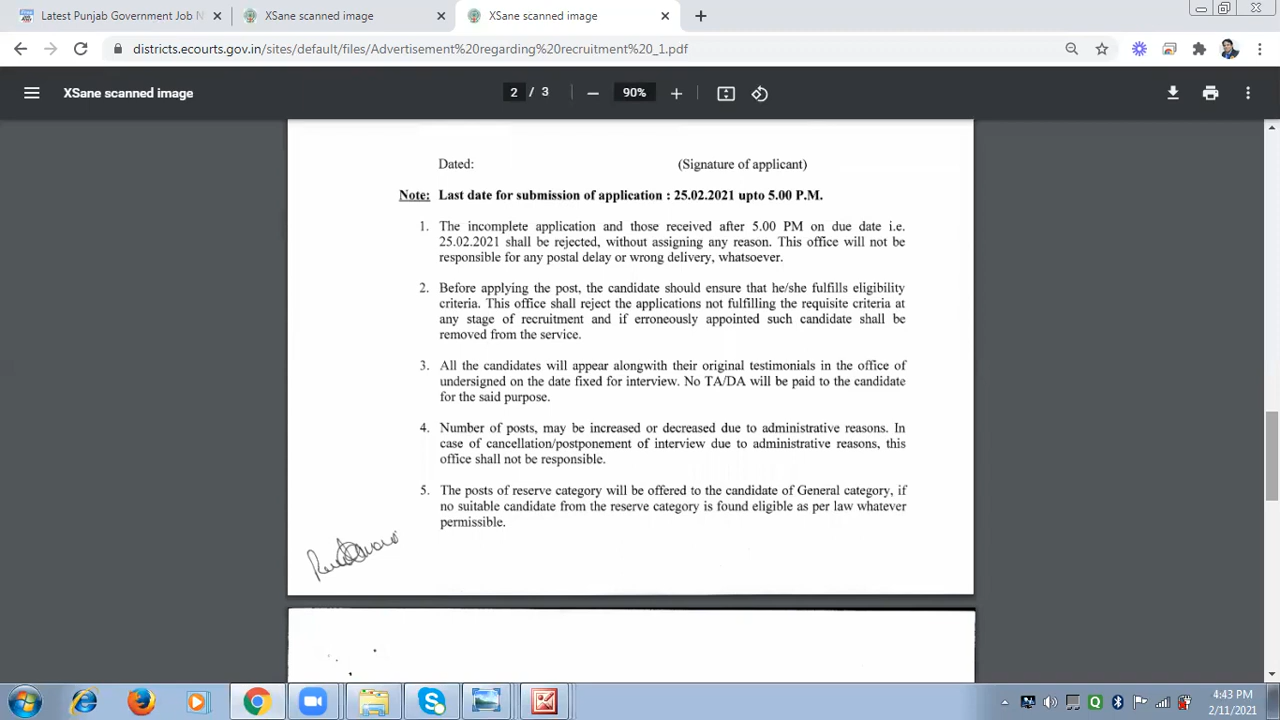 Latest Punjab Government Job N
XSane scanned image
XSane scanned image
districts.ecourts.gov.in/sites/default/files/Advertisement%20regarding%20recruitment%20_1.pdf
XSane scanned image
2 / 3
90%
Dated:
(Signature of applicant)
Note: Last date for submission of application : 25.02.2021 upto 5.00 P.M.
1. The incomplete application and those received after 5.00 PM on due date i.e.
25.02.2021 shall be rejected, without assigning any reason. This office will not be
responsible for any postal delay or wrong delivery, whatsoever.
2. Before applying the post, the candidate should ensure that he/she fulfills eligibility
criteria. This office shall reject the applications not fulfilling the requisite criteria at
any stage of recruitment and if erroneously appointed such candidate shall be
removed from the service.
3. All the candidates will appear alongwith their original testimonials in the office of
undersigned on the date fixed for interview. No TA/DA will be paid to the candidate
for the said purpose.
4. Number of posts, may be increased or decreased due to administrative reasons. In
case of cancellation/postponement of interview due to administrative reasons, this
office shall not be responsible.
5. The posts of reserve category will be offered to the candidate of General category, if
no suitable candidate from the reserve category is found eligible as per law whatever
permissible.
4:43 PM
2/11/2021